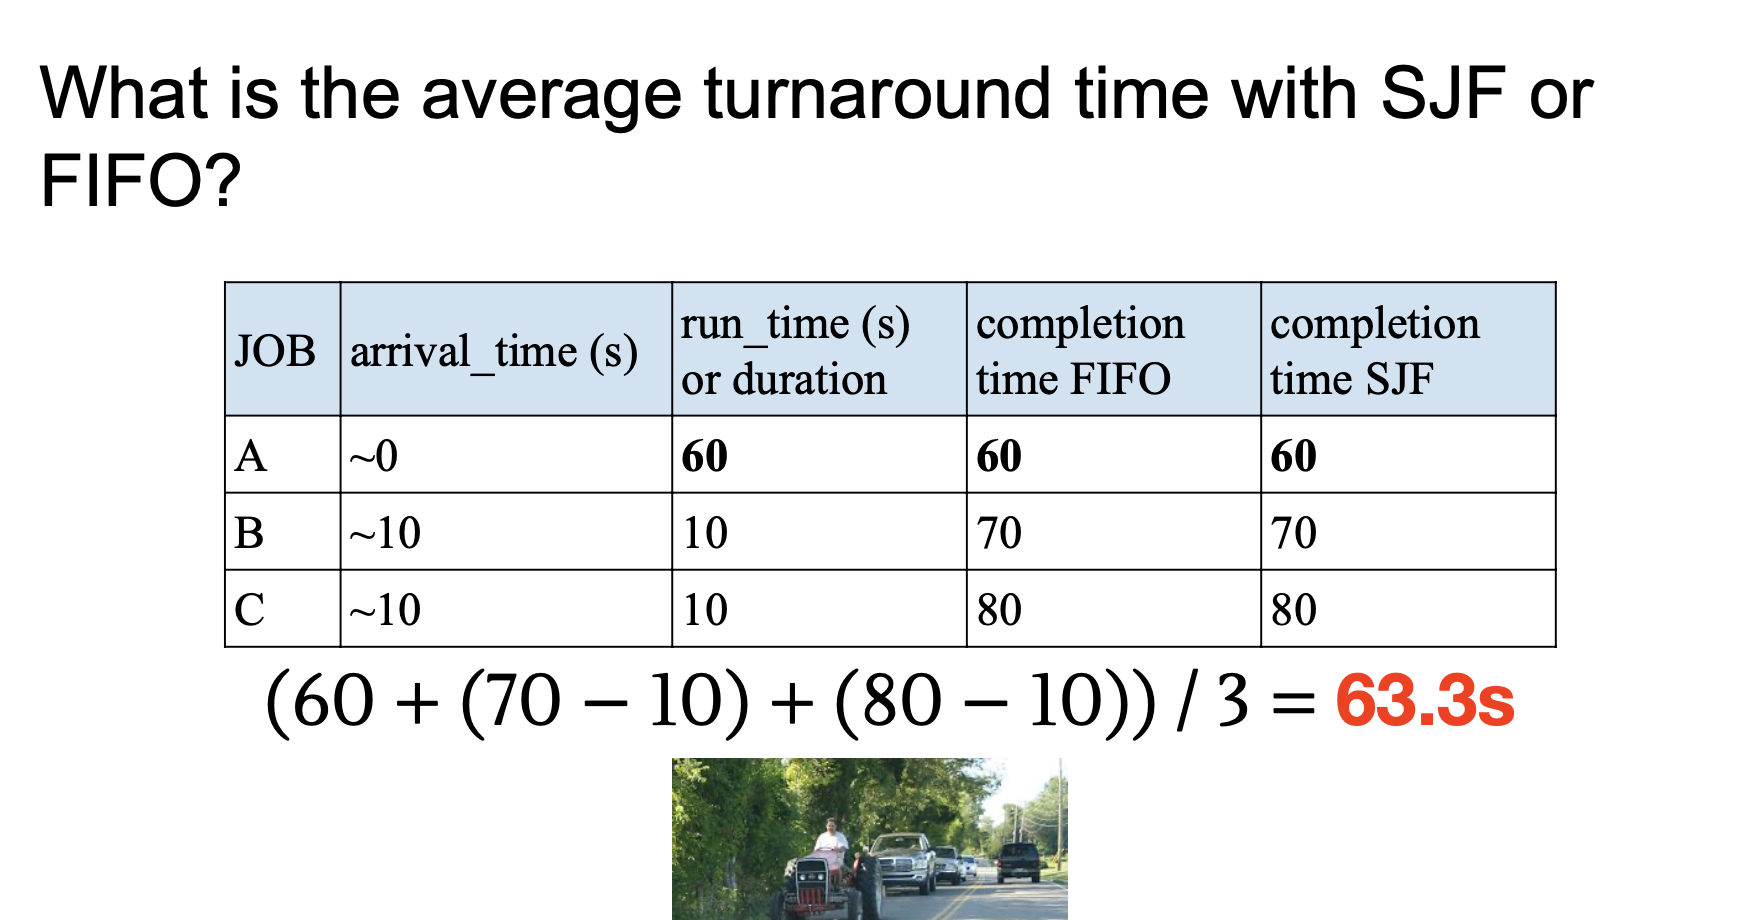 What is the average turnaround time with SJF or
FIFO?
JOB arrival_time (s) run_time (s) or duration completion time FIFO completion time SJF
A ~0 60 60 60
B ~10 10 70 70
C ~10 10 80 80
(60 + (70 – 10) + (80 – 10)) / 3 = 63.3s